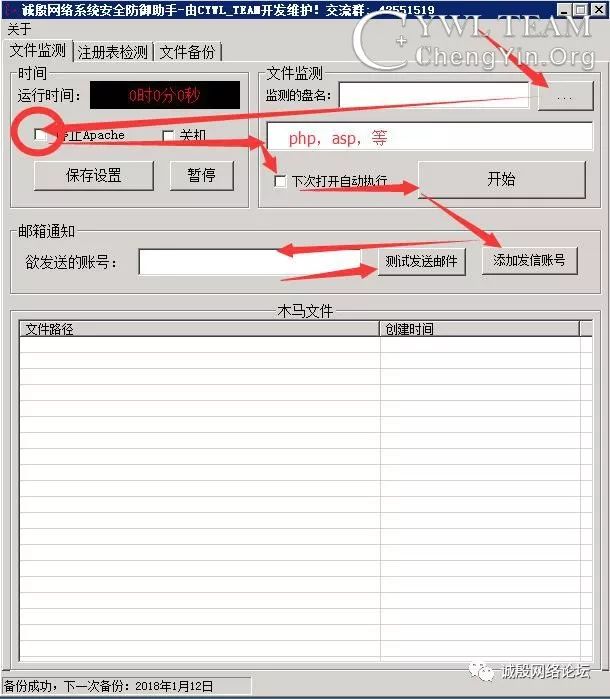 诚殷网络系统安全防御助手-由CYWL_TEAM开发维护！交流群：42551519
关于
CYWL TEAM
ChengYin.Org
文件监测 注册表检测 文件备份
时间
运行时间： 0时0分0秒
停止Apache 关机
保存设置 暂停
文件监测
监测的盘名： ...
php，asp，等
下次打开自动执行 开始
邮箱通知
欲发送的账号： 测试发送邮件 添加发信账号
木马文件
文件路径 创建时间
备份成功，下一次备份：2018年1月12日
诚殷网络论坛